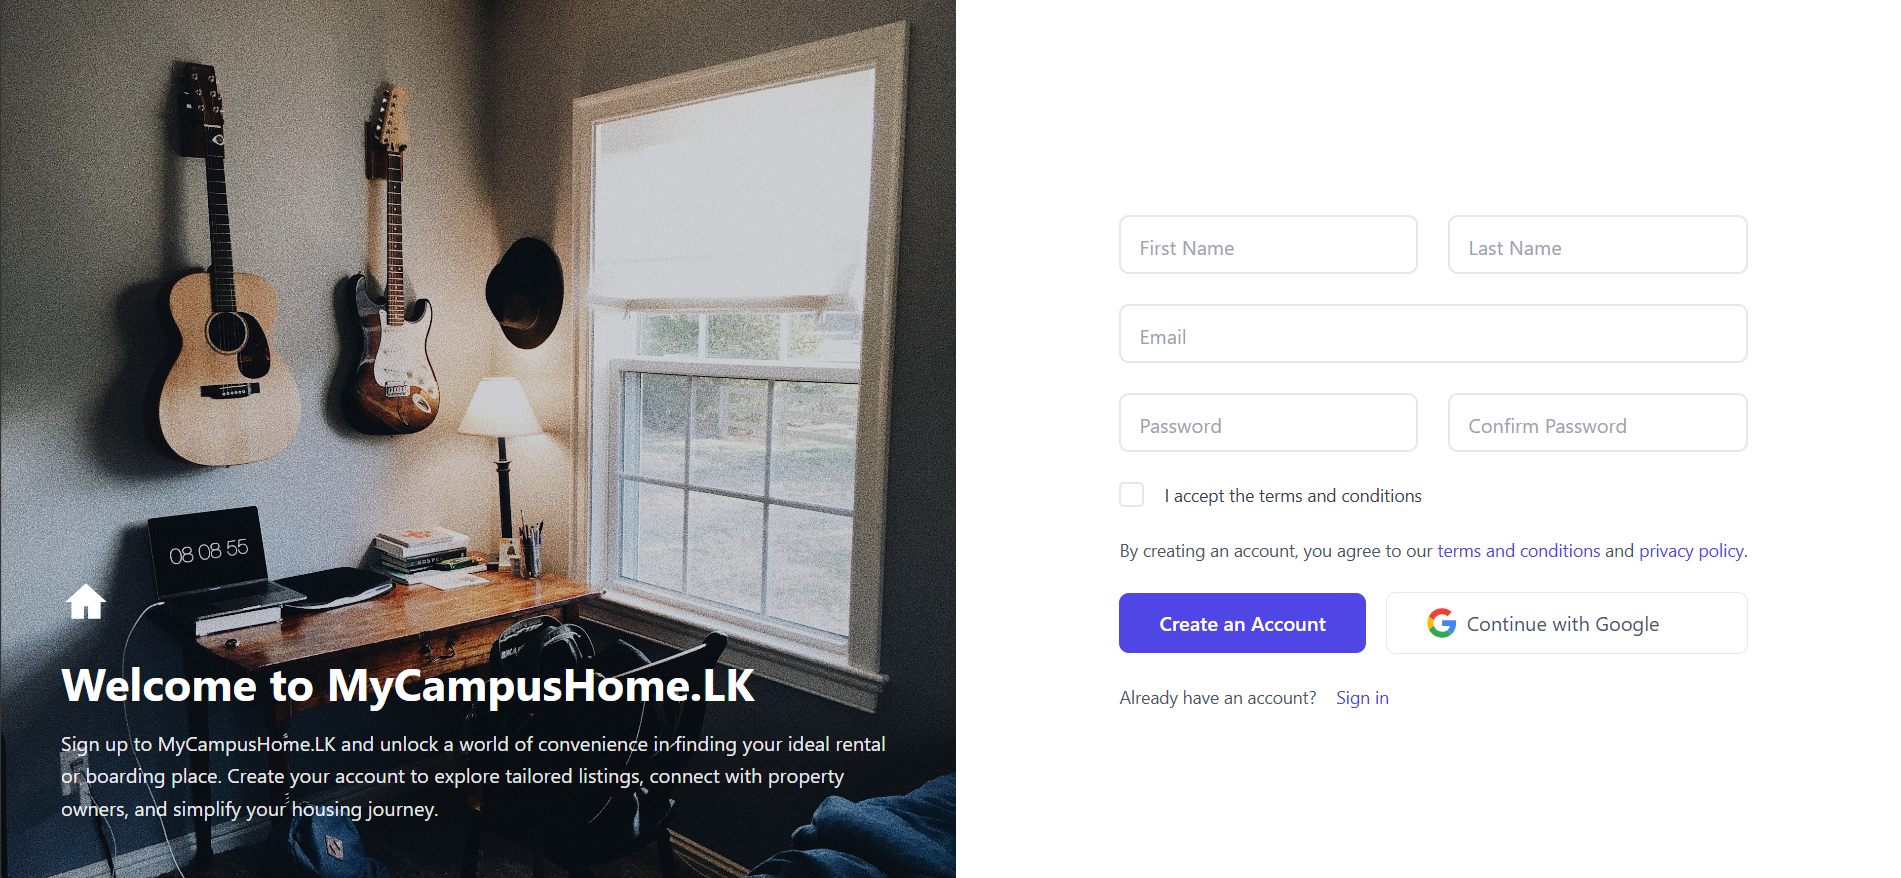 08 08 55
Welcome to MyCampusHome.LK
Sign up to MyCampusHome.LK and unlock a world of convenience in finding your ideal rental
or boarding place. Create your account to explore tailored listings, connect with property
owners, and simplify your housing journey.
First Name
Last Name
Email
Password
Confirm Password
I accept the terms and conditions
By creating an account, you agree to our terms and conditions and privacy policy.
Create an Account
Continue with Google
Already have an account? Sign in